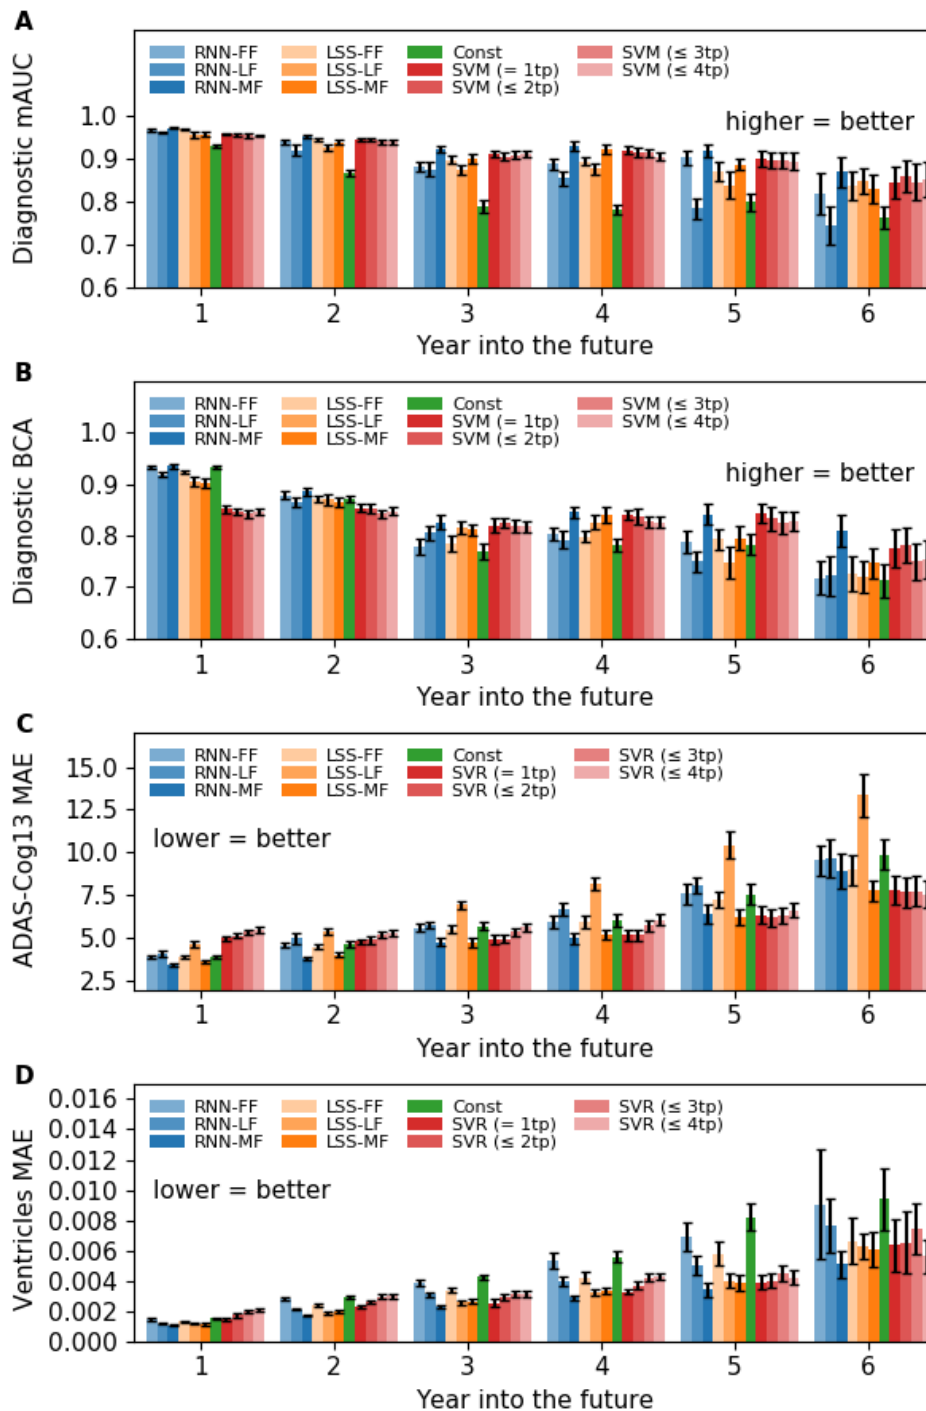 A
Diagnostic mAUC
RNN-FF LSS-FF Const SVM (≤ 3tp)
RNN-LF LSS-LF SVM (= 1tp) SVM (≤ 4tp)
RNN-MF LSS-MF SVM (≤ 2tp)
higher = better
1.0
0.9
0.8
0.7
0.6
1 2 3 4 5 6
Year into the future
B
Diagnostic BCA
RNN-FF LSS-FF Const SVM (≤ 3tp)
RNN-LF LSS-LF SVM (= 1tp) SVM (≤ 4tp)
RNN-MF LSS-MF SVM (≤ 2tp)
higher = better
1.0
0.9
0.8
0.7
0.6
1 2 3 4 5 6
Year into the future
C
ADAS-Cog13 MAE
RNN-FF LSS-FF Const SVR (≤ 3tp)
RNN-LF LSS-LF SVR (= 1tp) SVR (≤ 4tp)
RNN-MF LSS-MF SVR (≤ 2tp)
lower = better
15.0
12.5
10.0
7.5
5.0
2.5
1 2 3 4 5 6
Year into the future
D
Ventricles MAE
RNN-FF LSS-FF Const SVR (≤ 3tp)
RNN-LF LSS-LF SVR (= 1tp) SVR (≤ 4tp)
RNN-MF LSS-MF SVR (≤ 2tp)
lower = better
0.016
0.014
0.012
0.010
0.008
0.006
0.004
0.002
0.000
1 2 3 4 5 6
Year into the future